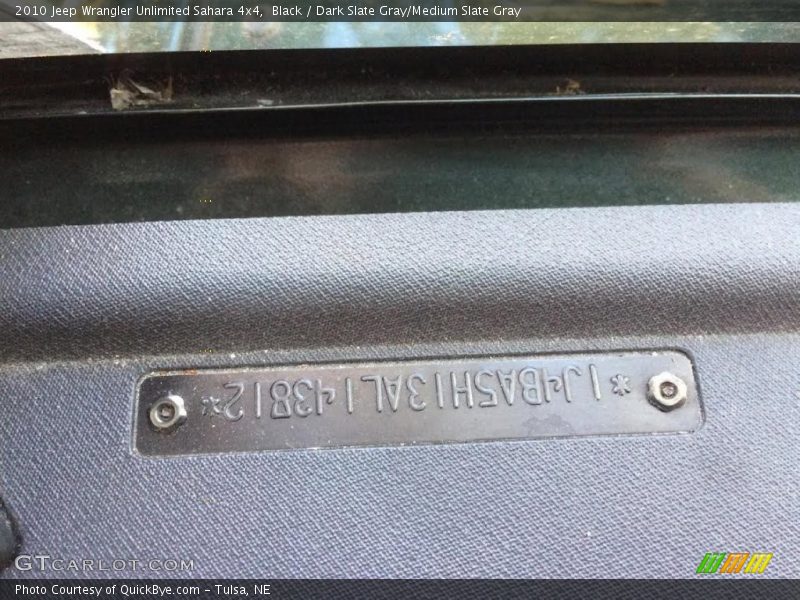 2010 Jeep Wrangler Unlimited Sahara 4x4, Black / Dark Slate Gray/Medium Slate Gray
*1J4BA5H13AL143812*
GTCARLOT.COM
Photo Courtesy of QuickBye.com – Tulsa, NE